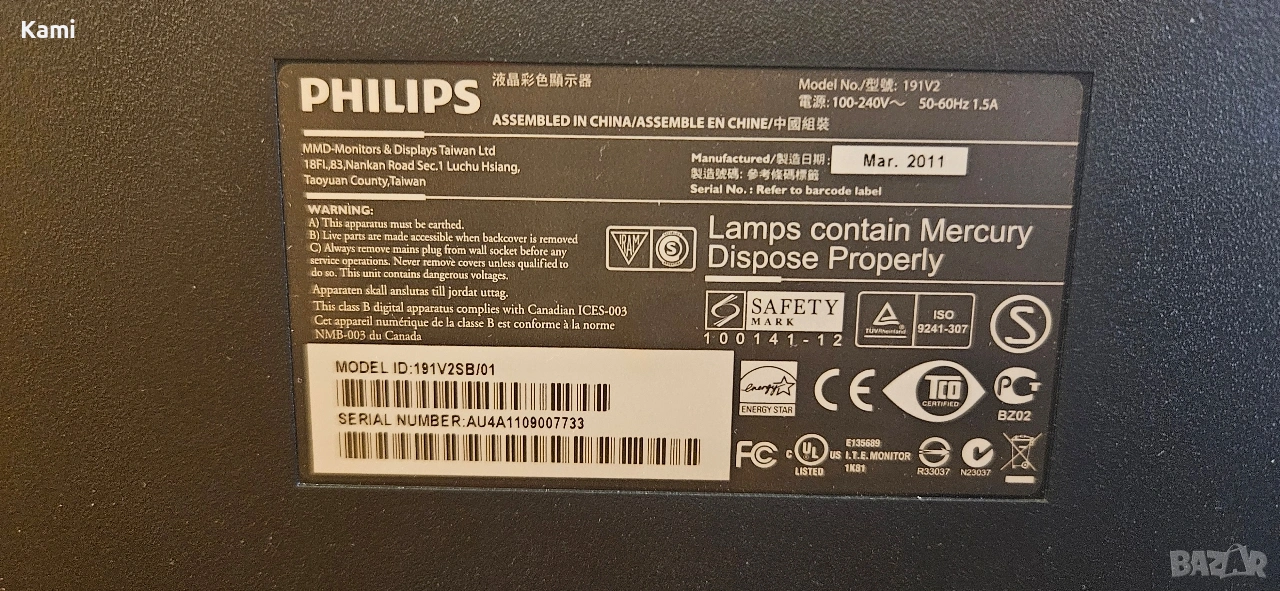 Kami
PHILIPS
液晶彩色顯示器
ASSEMBLED IN CHINA/ASSEMBLE EN CHINE/中國組裝
Model No./型號: 191V2
電源: 100-240V～ 50-60Hz 1.5A
MMD-Monitors & Displays Taiwan Ltd
18Fl.,83,Nankan Road Sec.1 Luchu Hsiang,
Taoyuan County,Taiwan
Manufactured/製造日期: Mar. 2011
製造號碼: 參考條碼標籤
Serial No. : Refer to barcode label
WARNING:
A) This apparatus must be earthed.
B) Live parts are made accessible when backcover is removed
C) Always remove mains plug from wall socket before any
service operations. Never remove covers unless qualified to
do so. This unit contains dangerous voltages.
Apparaten skall anslutas till jordat uttag.
This class B digital apparatus complies with Canadian ICES-003
Cet appareil numérique de la classe B est conforme à la norme
NMB-003 du Canada
TRAM S
Lamps contain Mercury
Dispose Properly
SAFETY
MARK
100141-12
TÜVRheinland
ISO
9241-307
S
MODEL ID:191V2SB/01
SERIAL NUMBER:AU4A1109007733
energy
ENERGY STAR
CE
TCO
CERTIFIED
BZ02
FC
C UL US
LISTED
E135689
I.T.E. MONITOR
1K81
R33037
N23037
BAZAR